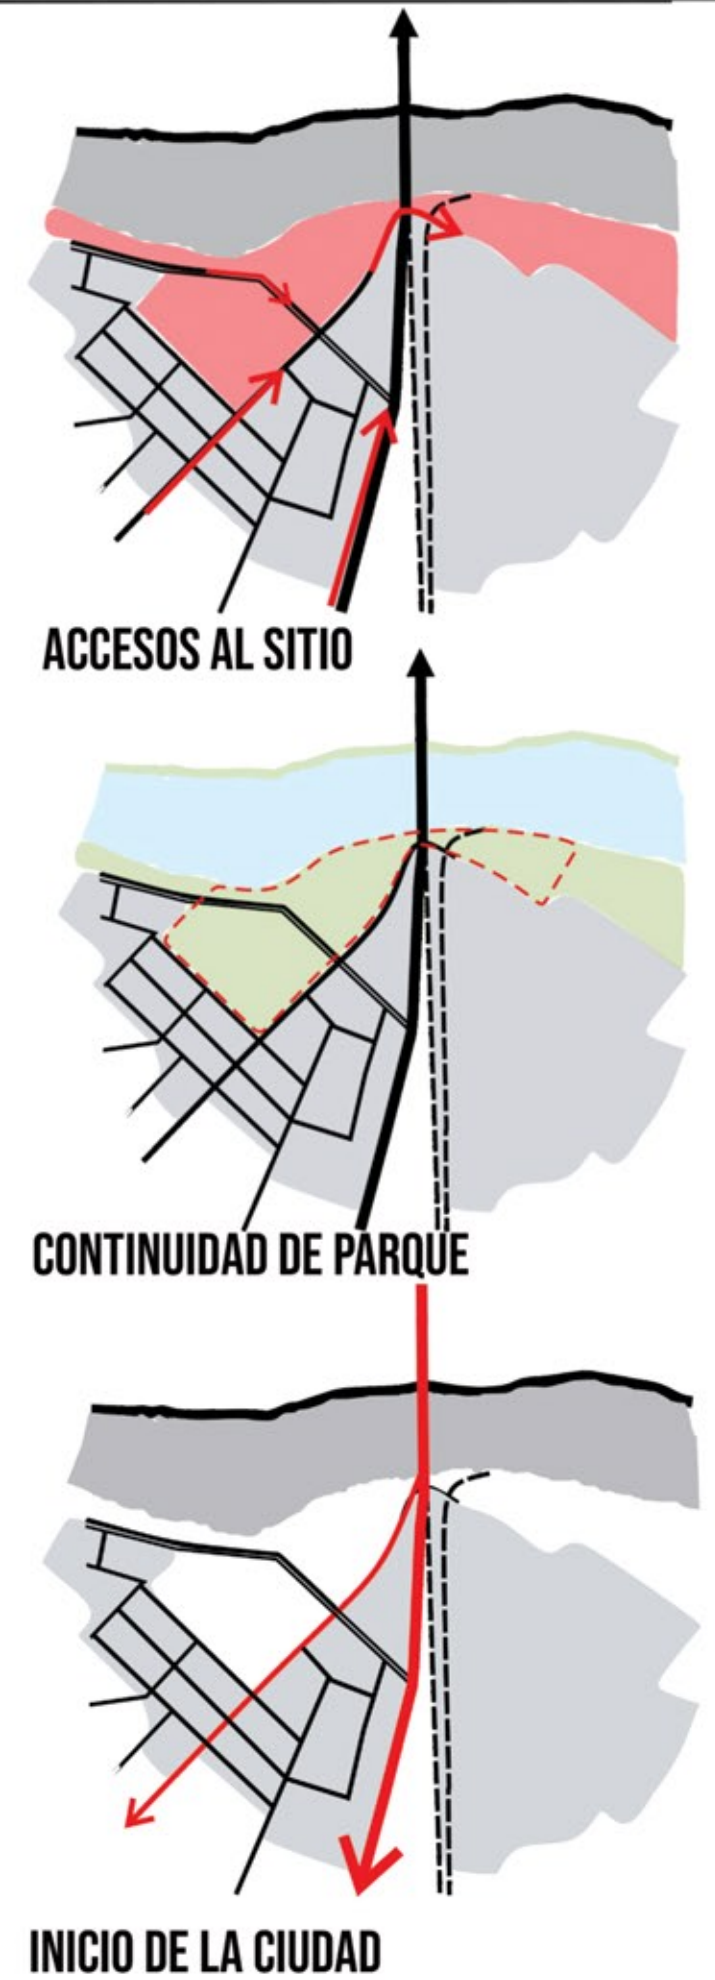 ACCESOS AL SITIO
CONTINUIDAD DE PARQUE
INICIO DE LA CIUDAD